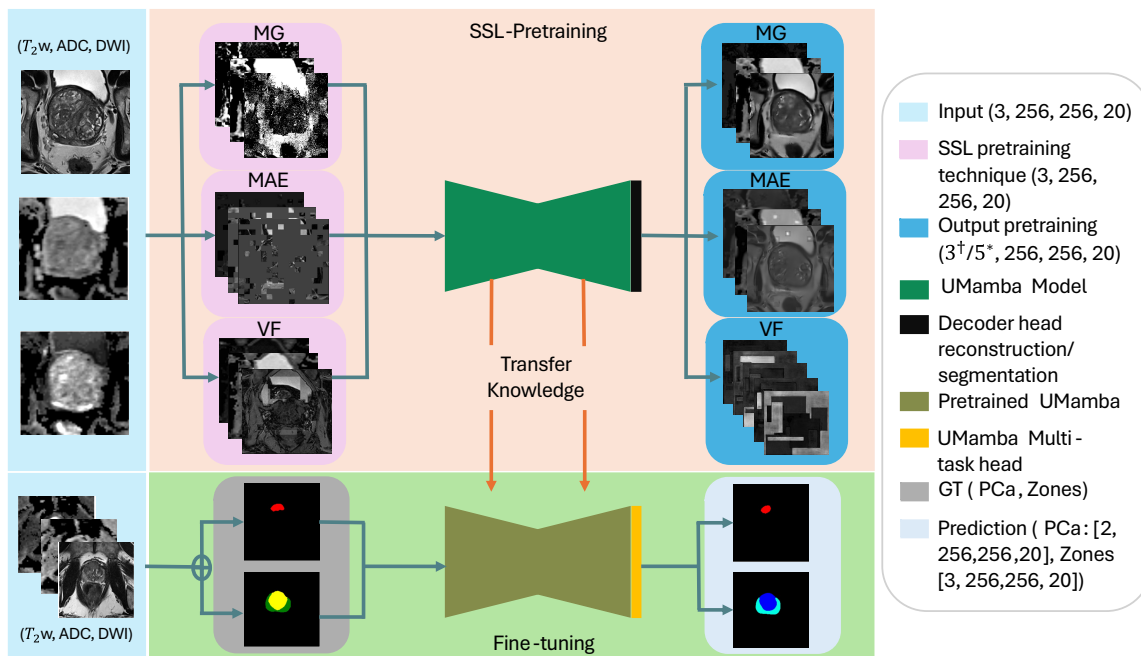 (T₂w, ADC, DWI)
MG
SSL-Pretraining
MG
MAE
MAE
VF
VF
Transfer
Knowledge
(T₂w, ADC, DWI)
Fine-tuning
Input (3, 256, 256, 20)
SSL pretraining
technique (3, 256,
256, 20)
Output pretraining
(3†/5*, 256, 256, 20)
UMamba Model
Decoder head
reconstruction/
segmentation
Pretrained UMamba
UMamba Multi-
task head
GT ( PCa, Zones)
Prediction ( PCa: [2,
256,256,20], Zones
[3, 256,256, 20])